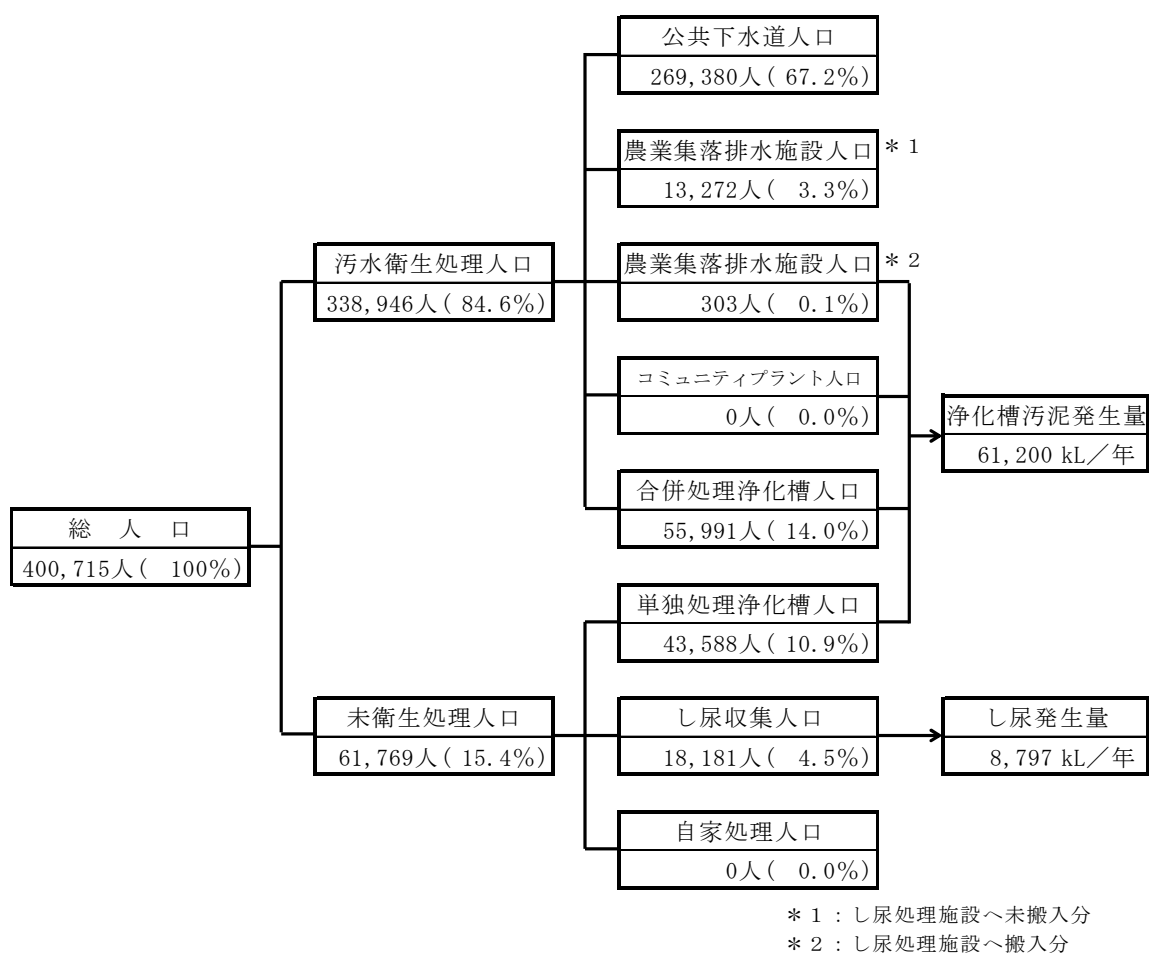 公共下水道人口
269,380人( 67.2%)
農業集落排水施設人口 ＊1
13,272人( 3.3%)
汚水衛生処理人口
338,946人( 84.6%)
農業集落排水施設人口 ＊2
303人( 0.1%)
コミュニティプラント人口
0人( 0.0%)
浄化槽汚泥発生量
61,200 kL／年
合併処理浄化槽人口
55,991人( 14.0%)
総 人 口
400,715人( 100%)
単独処理浄化槽人口
43,588人( 10.9%)
未衛生処理人口
61,769人( 15.4%)
し尿収集人口
18,181人( 4.5%)
し尿発生量
8,797 kL／年
自家処理人口
0人( 0.0%)
＊1：し尿処理施設へ未搬入分
＊2：し尿処理施設へ搬入分